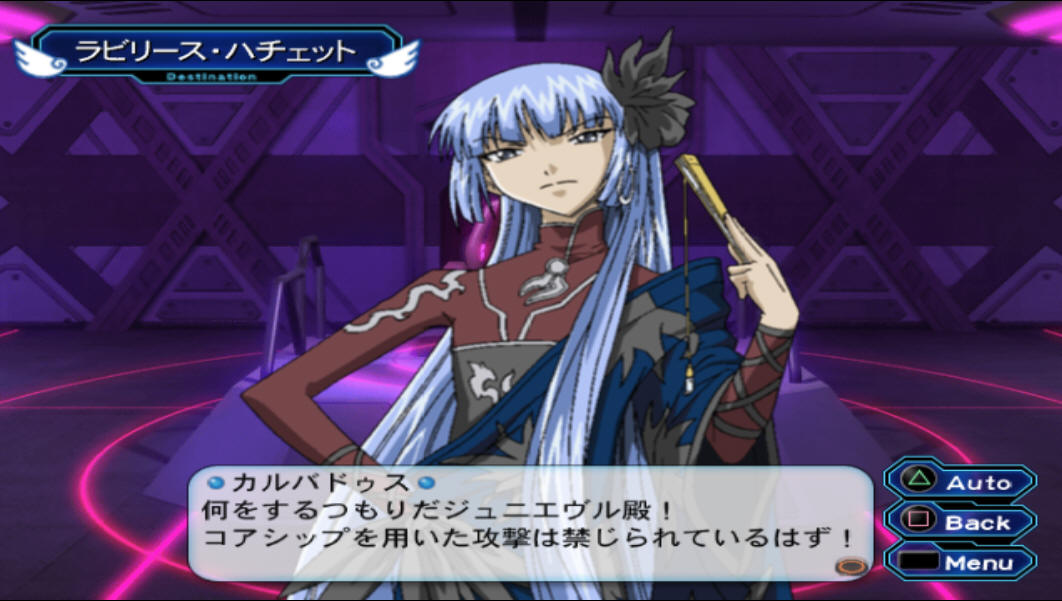 ラビリース・ハチェット
Destination
カルバドゥス
何をするつもりだジュニエヴル殿！
コアシップを用いた攻撃は禁じられているはず！
Auto
Back
Menu